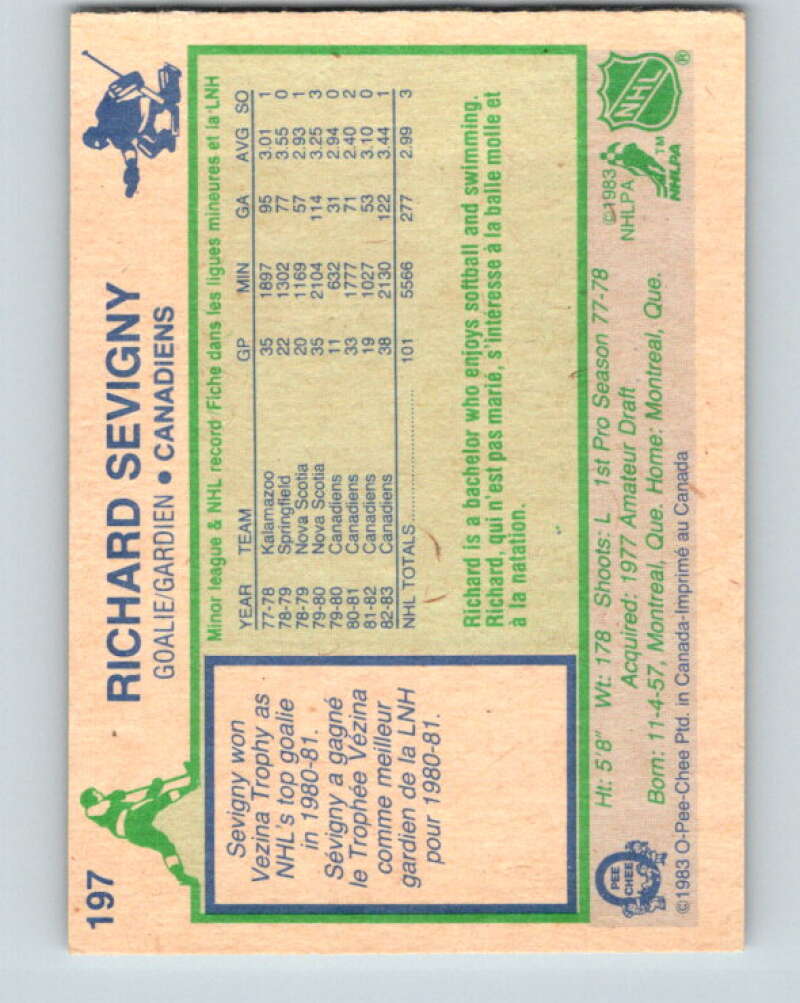 197
RICHARD SEVIGNY
GOALIE/GARDIEN • CANADIENS
Sevigny won
Vezina Trophy as
NHL's top goalie
in 1980-81.
Sévigny a gagné
le Trophée Vézina
comme meilleur
gardien de la LNH
pour 1980-81.
Minor league & NHL record Fiche dans les ligues mineures et la LNH
YEAR TEAM GP MIN GA AVG SO
77-78 Kalamazoo 35 1897 95 3.01 1
78-79 Springfield 22 1302 77 3.55 0
78-79 Nova Scotia 20 1169 57 2.93 1
79-80 Nova Scotia 35 2104 114 3.25 3
79-80 Canadiens 11 632 31 2.94 0
80-81 Canadiens 33 1777 71 2.40 2
81-82 Canadiens 19 1027 53 3.10 0
82-83 Canadiens 38 2130 122 3.44 1
NHL TOTALS 101 5566 277 2.99 3
Richard is a bachelor who enjoys softball and swimming.
Richard, qui n'est pas marié, s'intéresse à la balle molle et
à la natation.
Ht: 5'8" Wt: 178 Shoots: L 1st Pro Season 77-78
Acquired: 1977 Amateur Draft
Born: 11-4-57, Montreal, Que. Home: Montreal, Que.
©1983 O-Pee-Chee Ptd. in Canada-Imprimé au Canada
O PEE CHEE
©1983
NHLPA
NHL ®
NHLPA ™